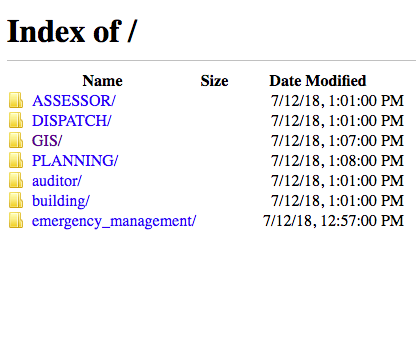 Index of /
Name Size Date Modified
ASSESSOR/ 7/12/18, 1:01:00 PM
DISPATCH/ 7/12/18, 1:01:00 PM
GIS/ 7/12/18, 1:07:00 PM
PLANNING/ 7/12/18, 1:08:00 PM
auditor/ 7/12/18, 1:01:00 PM
building/ 7/12/18, 1:01:00 PM
emergency_management/ 7/12/18, 12:57:00 PM